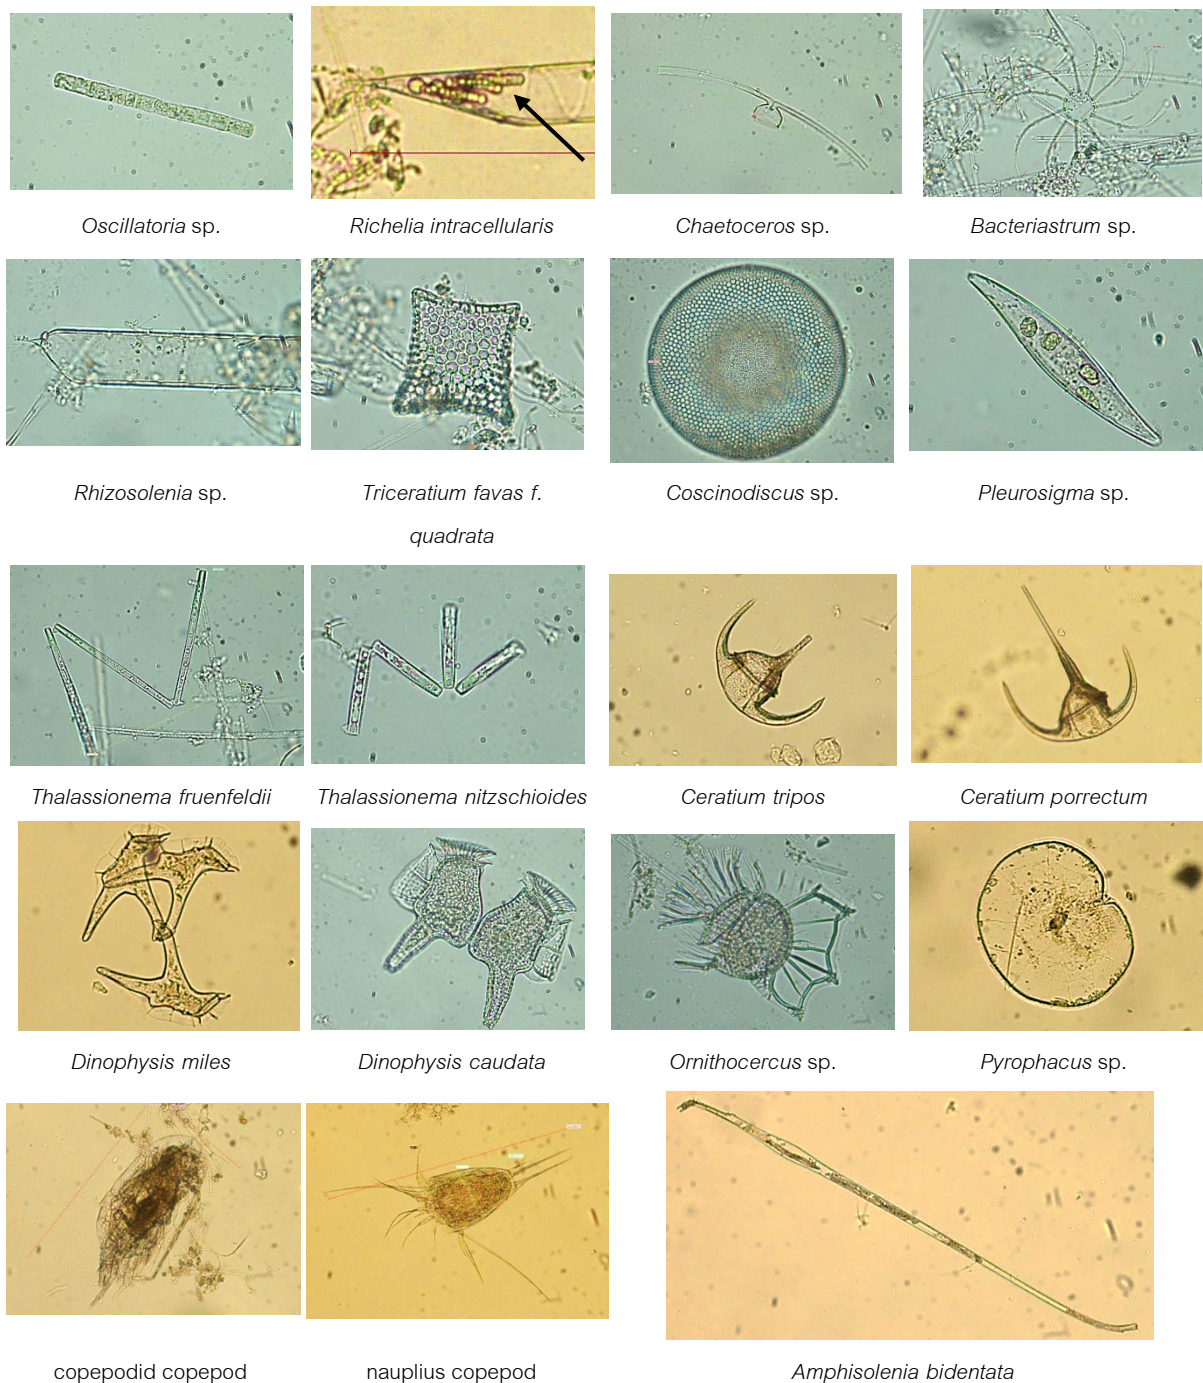 Oscillatoria sp.
Richelia intracellularis
Chaetoceros sp.
Bacteriastrum sp.
Rhizosolenia sp.
Triceratium favas f.
quadrata
Coscinodiscus sp.
Pleurosigma sp.
Thalassionema fruenfeldii
Thalassionema nitzschioides
Ceratium tripos
Ceratium porrectum
Dinophysis miles
Dinophysis caudata
Ornithocercus sp.
Pyrophacus sp.
copepodid copepod
nauplius copepod
Amphisolenia bidentata